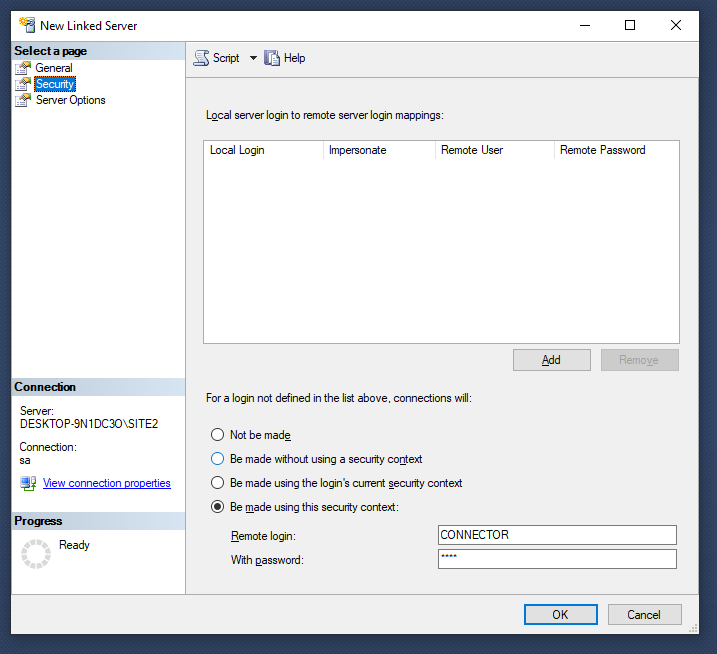 New Linked Server
Select a page
General
Security
Server Options
Script
Help
Local server login to remote server login mappings:
Local Login Impersonate Remote User Remote Password
Add Remove
For a login not defined in the list above, connections will:
Not be made
Be made without using a security context
Be made using the login's current security context
Be made using this security context:
Remote login: CONNECTOR
With password: ****
Connection
Server:
DESKTOP-9N1DC3O\SITE2
Connection:
sa
View connection properties
Progress
Ready
OK Cancel